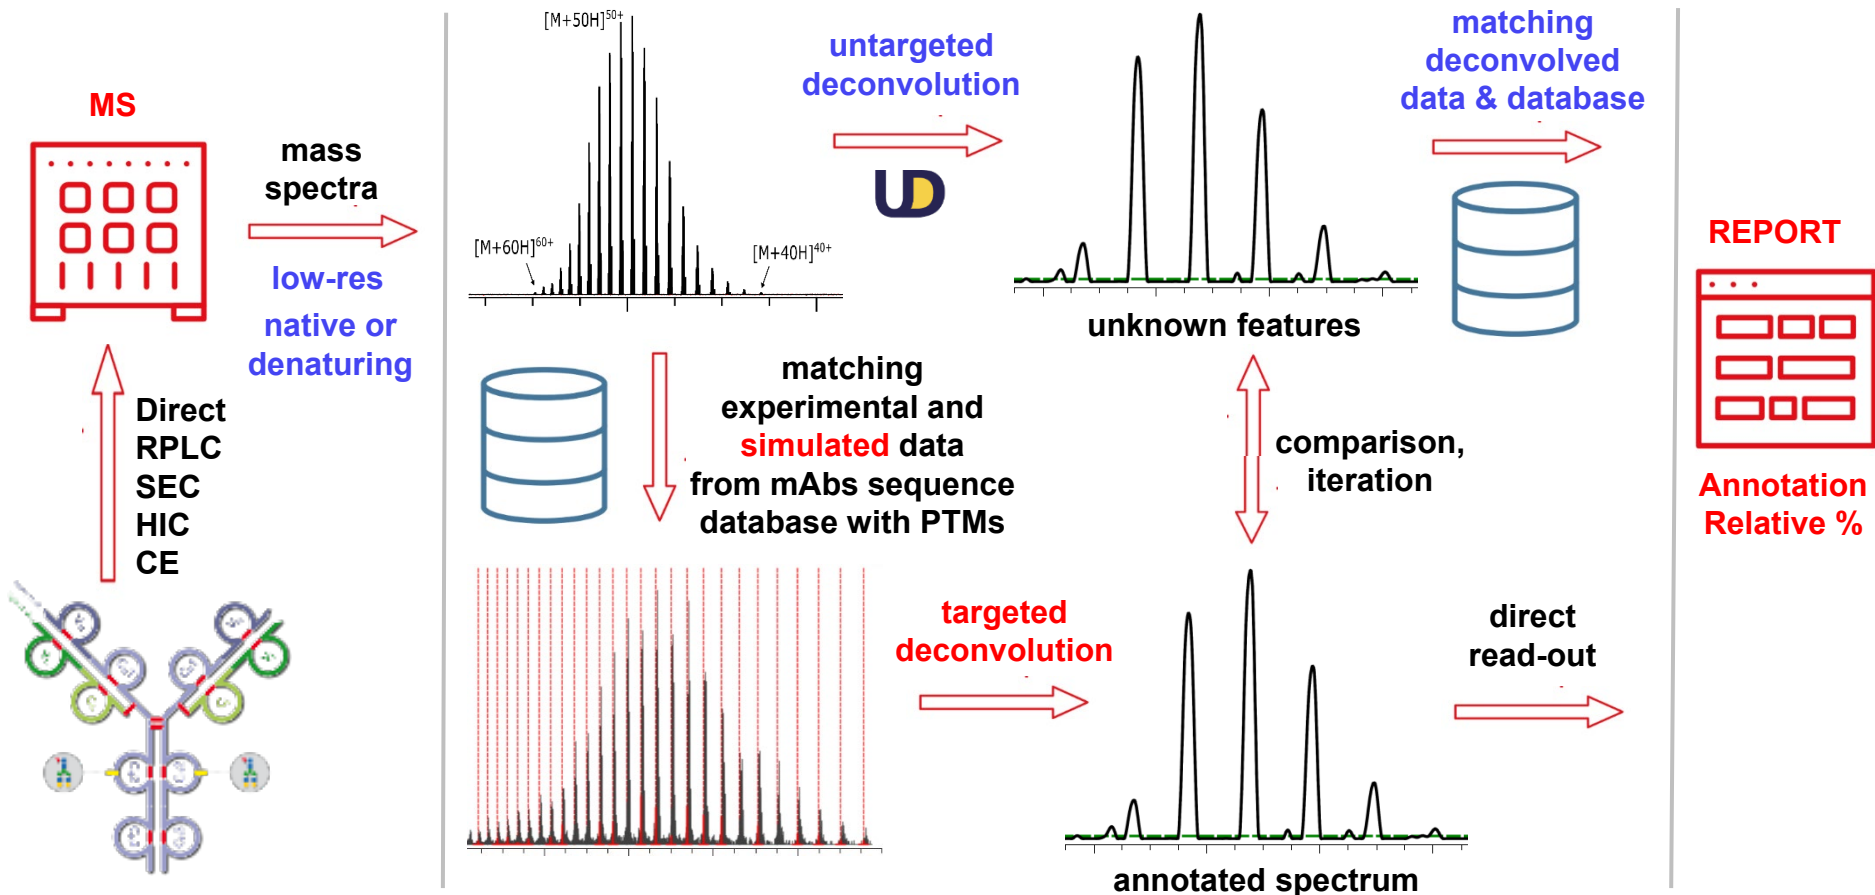 MS
mass
spectra
low-res
native or
denaturing
Direct
RPLC
SEC
HIC
CE
[M+50H]50+
[M+60H]60+
[M+40H]40+
untargeted
deconvolution
UD
unknown features
matching
deconvolved
data & database
matching
experimental and
simulated data
from mAbs sequence
database with PTMs
comparison,
iteration
targeted
deconvolution
annotated spectrum
direct
read-out
REPORT
Annotation
Relative %